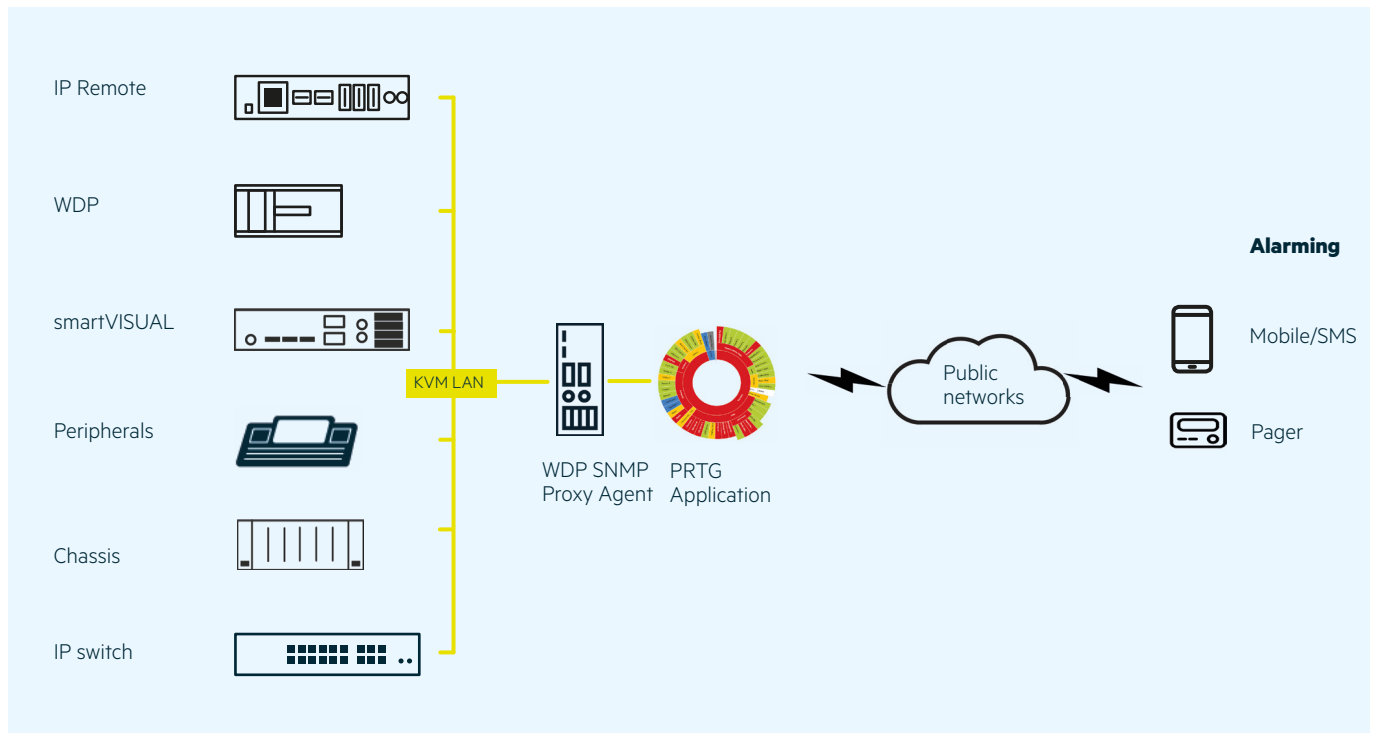 IP Remote
WDP
smartVISUAL
Peripherals
Chassis
IP switch
KVM LAN
WDP SNMP
Proxy Agent
PRTG
Application
Public
networks
Alarming
Mobile/SMS
Pager